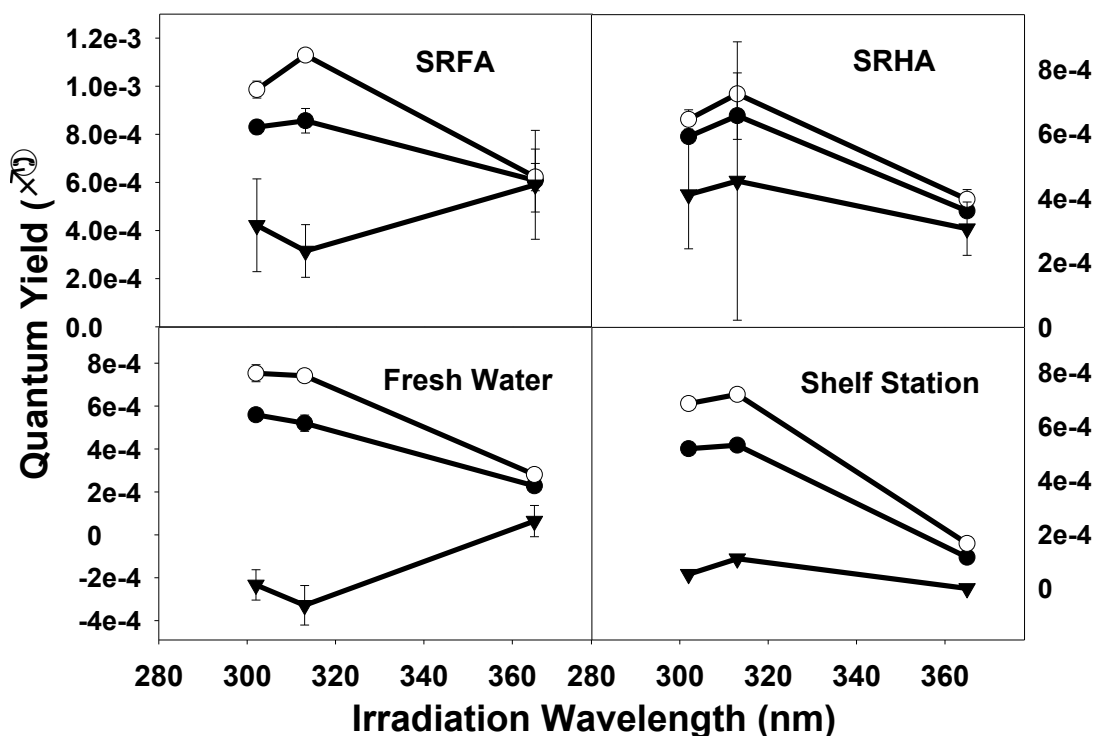 1.2e-3
1.0e-3
8.0e-4
6.0e-4
4.0e-4
2.0e-4
0.0
SRFA
SRHA
8e-4
6e-4
4e-4
2e-4
0
8e-4
6e-4
4e-4
2e-4
0
-2e-4
-4e-4
Fresh Water
Shelf Station
8e-4
6e-4
4e-4
2e-4
0
280 300 320 340 360 280 300 320 340 360
Irradiation Wavelength (nm)
Quantum Yield (